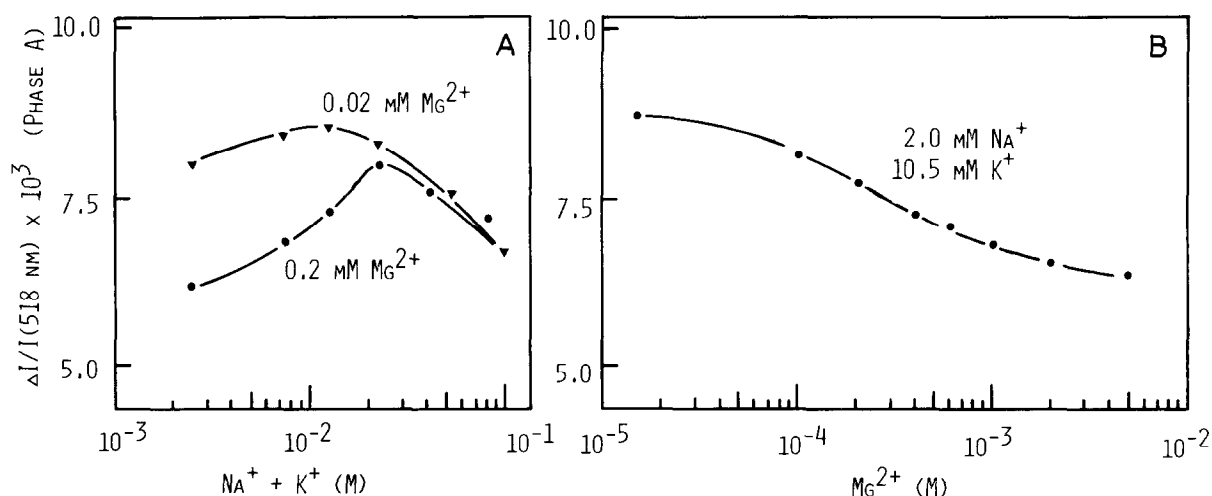 ΔI/I(518 NM) x 10³ (PHASE A)
10.0
7.5
5.0
A
0.02 MM MG²⁺
0.2 MM MG²⁺
10⁻³
10⁻²
10⁻¹
NA⁺ + K⁺ (M)
10.0
7.5
5.0
B
2.0 MM NA⁺
10.5 MM K⁺
10⁻⁵
10⁻⁴
10⁻³
10⁻²
MG²⁺ (M)